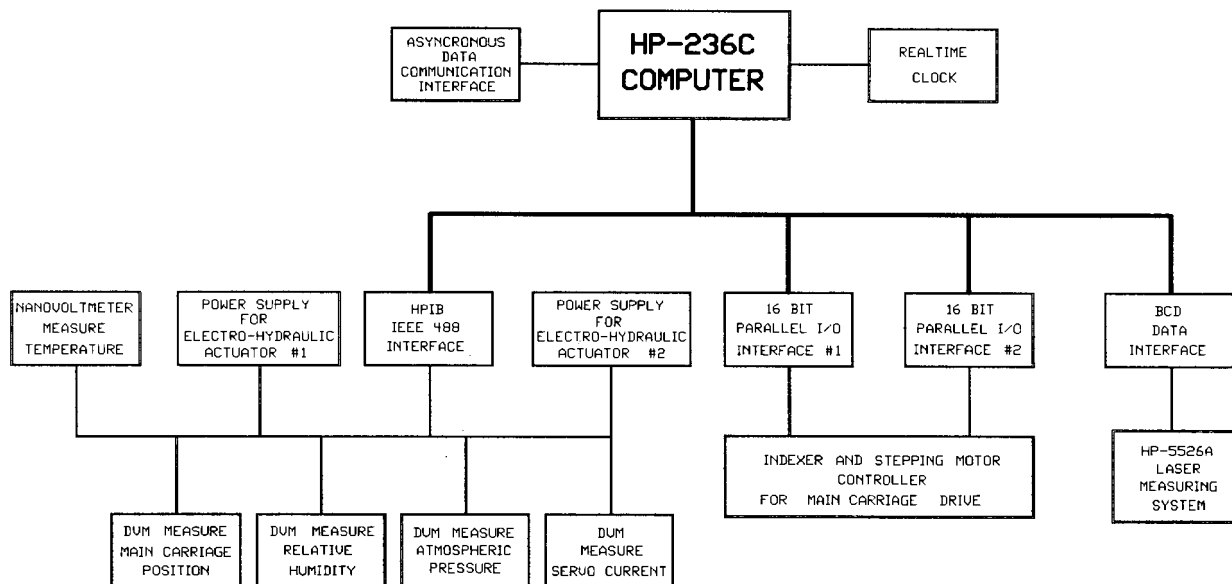 ASYNCRONOUS
DATA
COMMUNICATION
INTERFACE
HP-236C
COMPUTER
REALTIME
CLOCK
NANOVOLTMETER
MEASURE
TEMPERATURE
POWER SUPPLY
FOR
ELECTRO-HYDRAULIC
ACTUATOR #1
HPIB
IEEE 488
INTERFACE
POWER SUPPLY
FOR
ELECTRO-HYDRAULIC
ACTUATOR #2
16 BIT
PARALLEL I/O
INTERFACE #1
16 BIT
PARALLEL I/O
INTERFACE #2
BCD
DATA
INTERFACE
INDEXER AND STEPPING MOTOR
CONTROLLER
FOR MAIN CARRIAGE DRIVE
HP-5526A
LASER
MEASURING
SYSTEM
DVM MEASURE
MAIN CARRIAGE
POSITION
DVM MEASURE
RELATIVE
HUMIDITY
DVM MEASURE
ATMOSPHERIC
PRESSURE
DVM
MEASURE
SERVO CURRENT